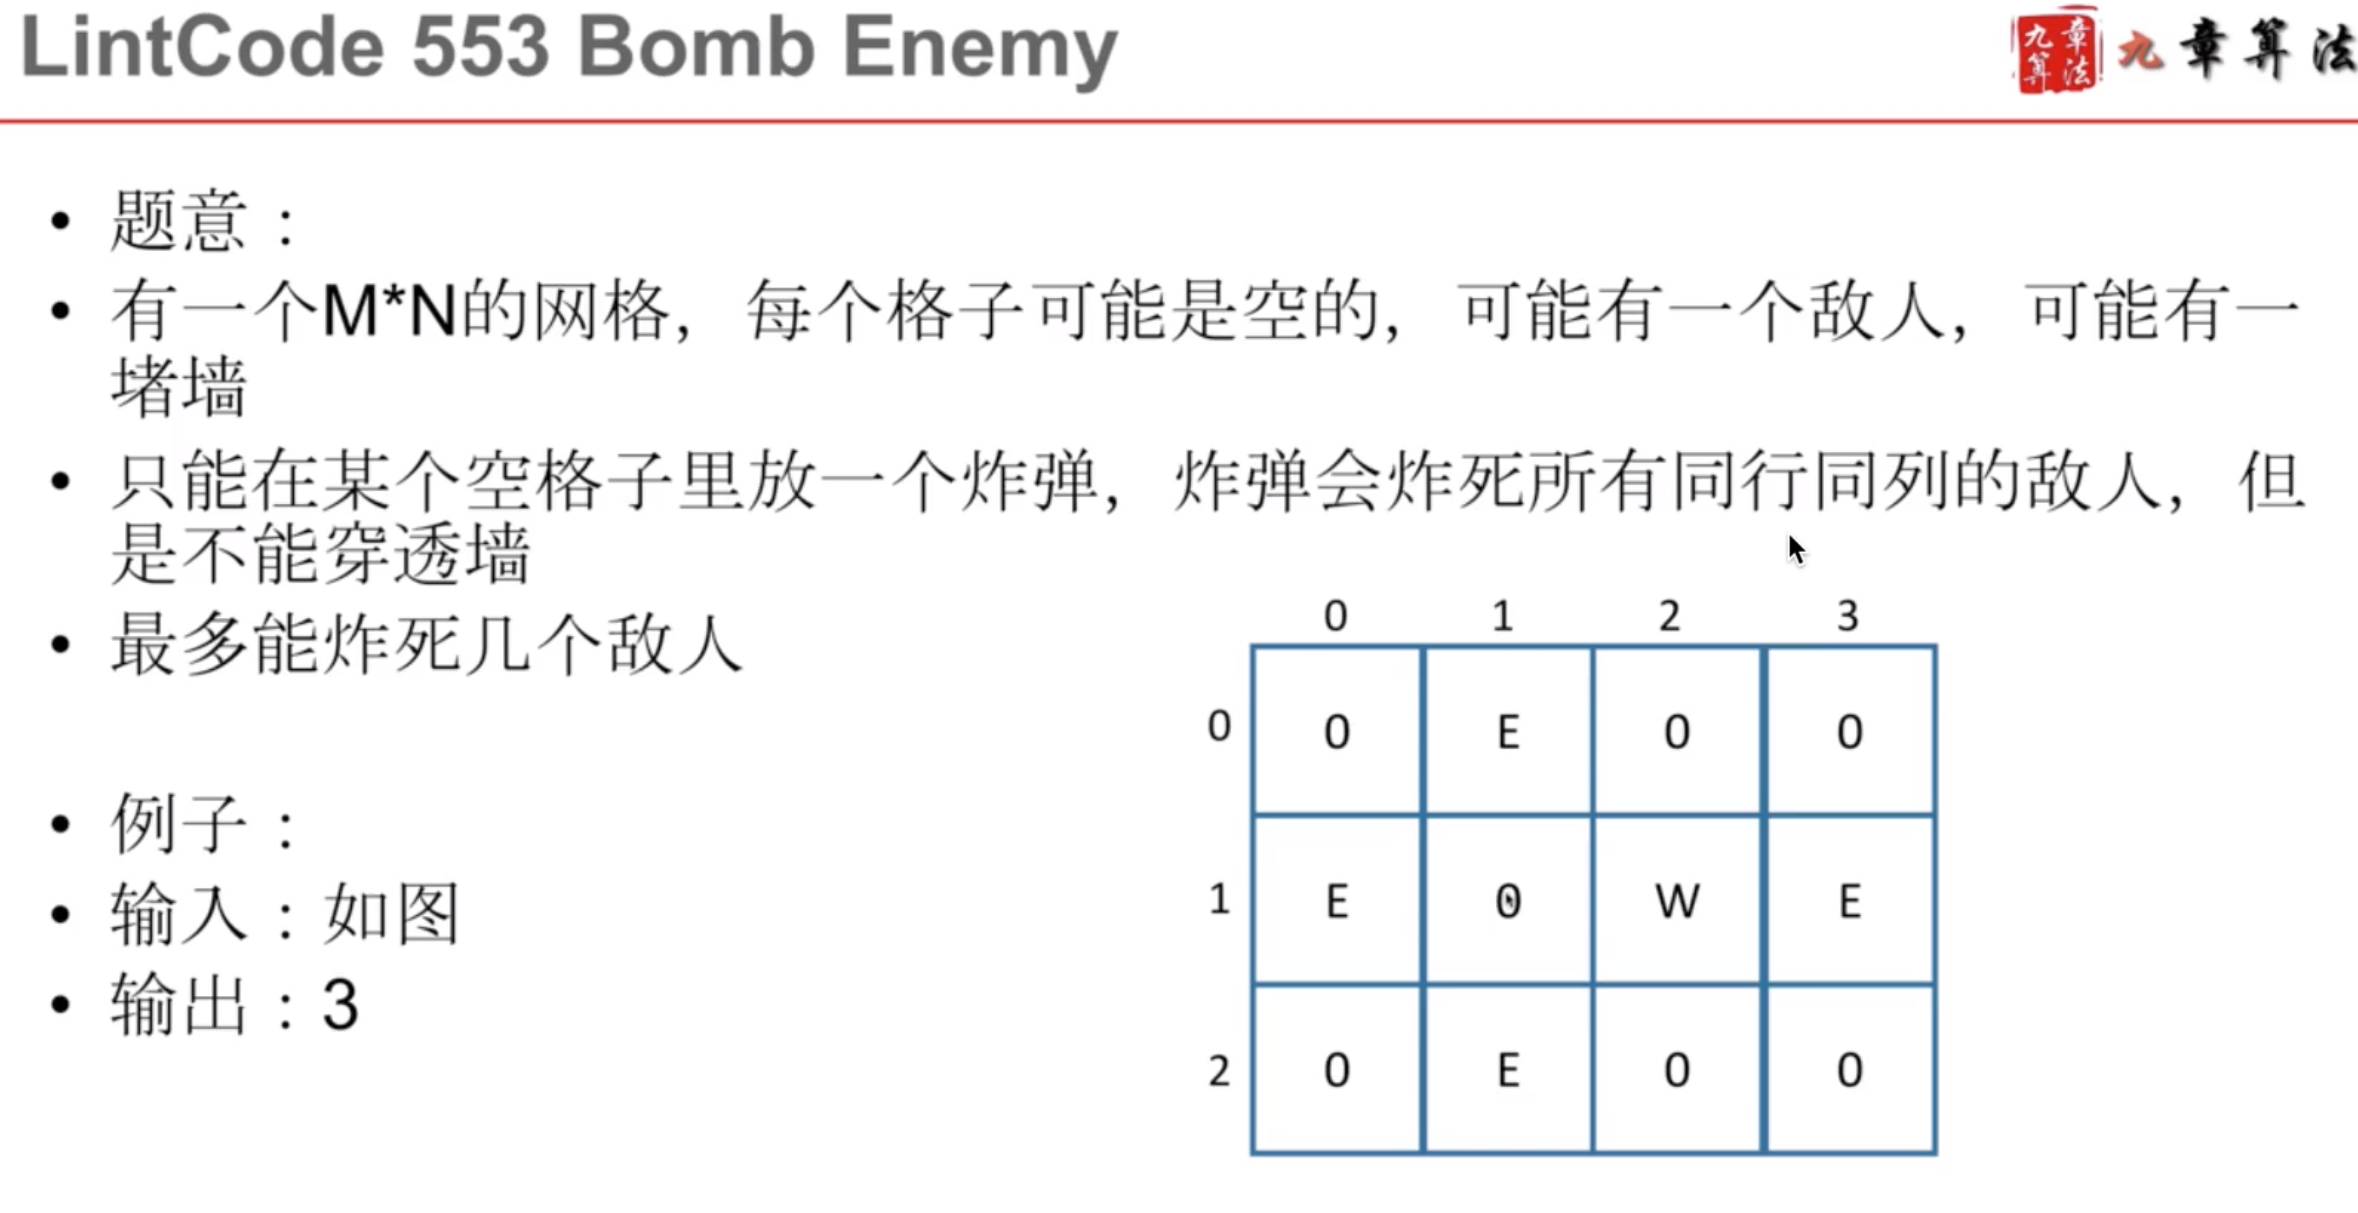 LintCode 553 Bomb Enemy
九章算法
九章算法
• 题意：
• 有一个M*N的网格，每个格子可能是空的，可能有一个敌人，可能有一
堵墙
• 只能在某个空格子里放一个炸弹，炸弹会炸死所有同行同列的敌人，但
是不能穿透墙
• 最多能炸死几个敌人
• 例子：
• 输入：如图
• 输出：3
0 1 2 3
0 0 E 0 0
1 E 0 W E
2 0 E 0 0